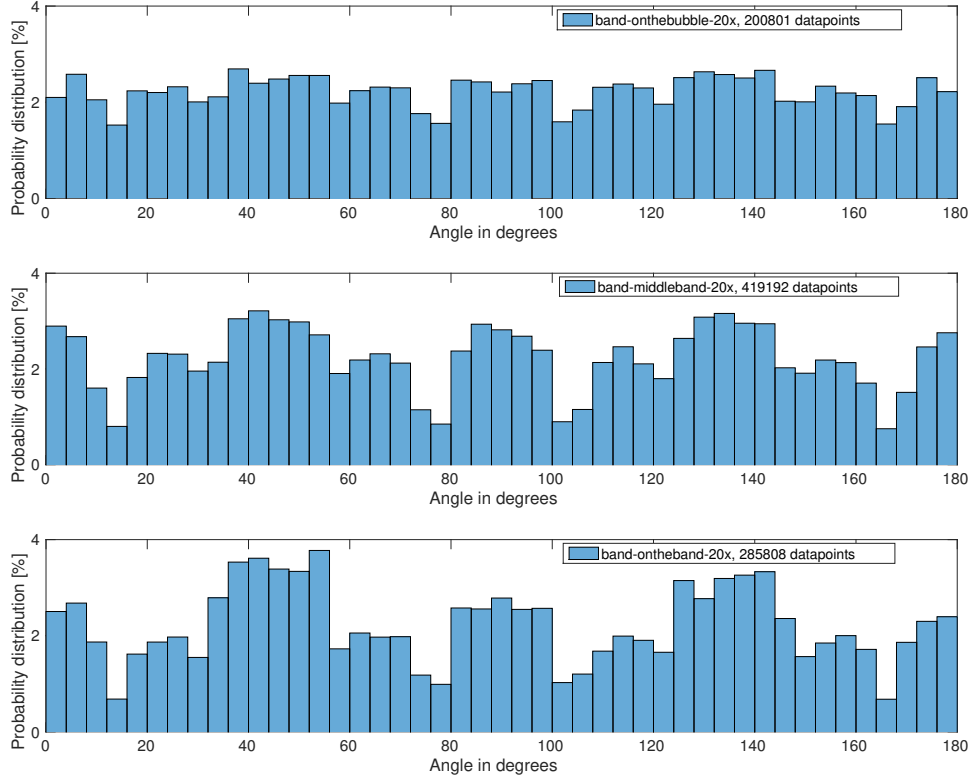 band-onthebubble-20x, 200801 datapoints
Probability distribution [%]
4
2
0
0 20 40 60 80 100 120 140 160 180
Angle in degrees
band-middleband-20x, 419192 datapoints
Probability distribution [%]
4
2
0
0 20 40 60 80 100 120 140 160 180
Angle in degrees
band-ontheband-20x, 285808 datapoints
Probability distribution [%]
4
2
0
0 20 40 60 80 100 120 140 160 180
Angle in degrees